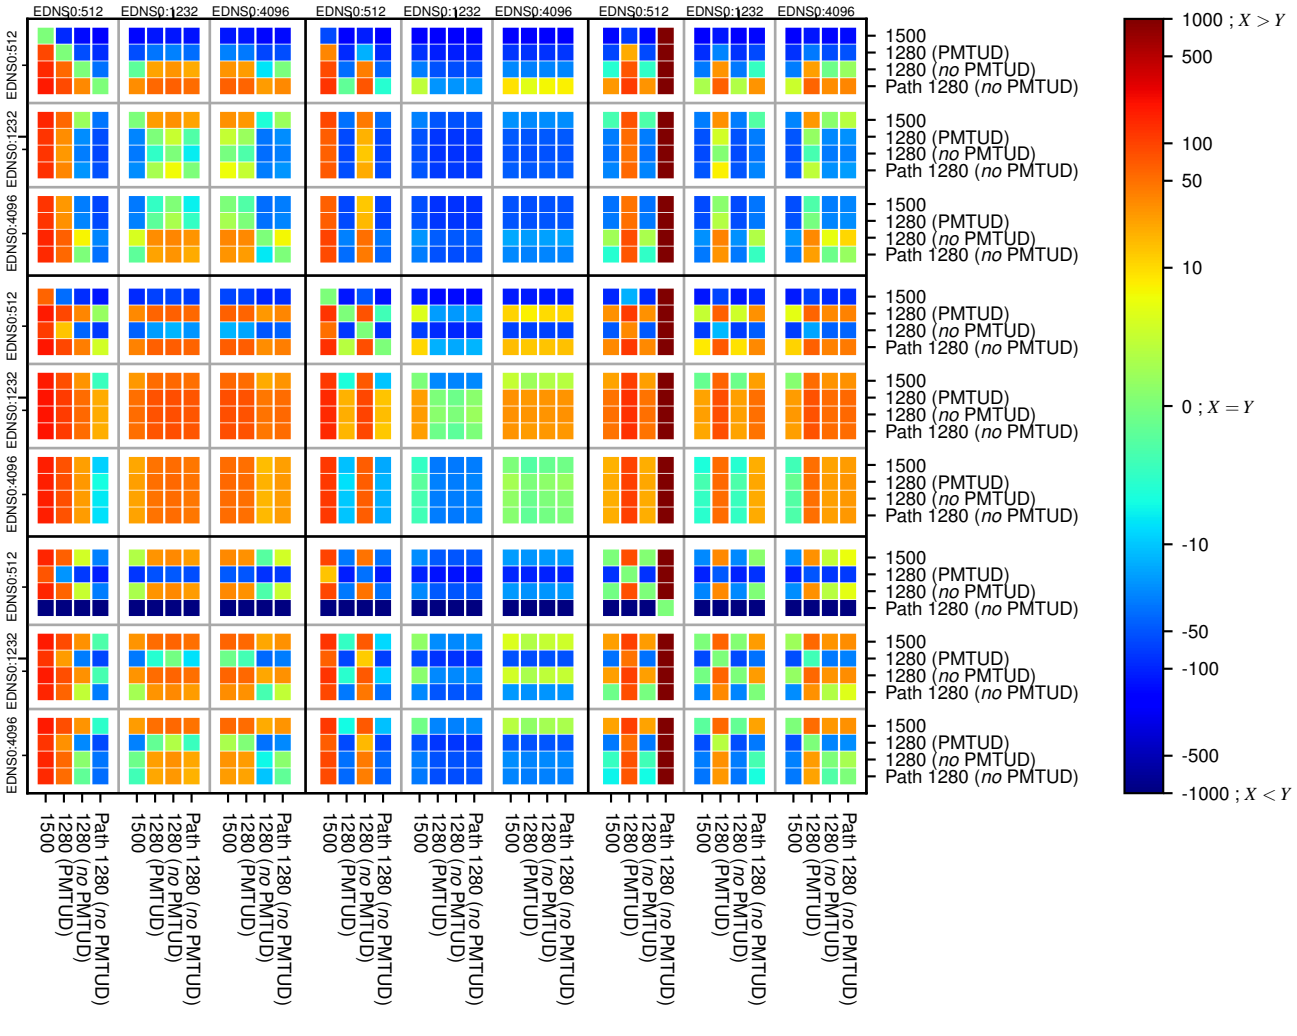 EDNS0:512 EDNS0:1232 EDNS0:4096 EDNS0:512 EDNS0:1232 EDNS0:4096 EDNS0:512 EDNS0:1232 EDNS0:4096
EDNS0:512
1500
1280 (PMTUD)
1280 (no PMTUD)
Path 1280 (no PMTUD)
EDNS0:1232
1500
1280 (PMTUD)
1280 (no PMTUD)
Path 1280 (no PMTUD)
EDNS0:4096
1500
1280 (PMTUD)
1280 (no PMTUD)
Path 1280 (no PMTUD)
EDNS0:512
1500
1280 (PMTUD)
1280 (no PMTUD)
Path 1280 (no PMTUD)
EDNS0:1232
1500
1280 (PMTUD)
1280 (no PMTUD)
Path 1280 (no PMTUD)
EDNS0:4096
1500
1280 (PMTUD)
1280 (no PMTUD)
Path 1280 (no PMTUD)
EDNS0:512
1500
1280 (PMTUD)
1280 (no PMTUD)
Path 1280 (no PMTUD)
EDNS0:1232
1500
1280 (PMTUD)
1280 (no PMTUD)
Path 1280 (no PMTUD)
EDNS0:4096
1500
1280 (PMTUD)
1280 (no PMTUD)
Path 1280 (no PMTUD)
1500
1280 (PMTUD)
1280 (no PMTUD)
Path 1280 (no PMTUD)
1500
1280 (PMTUD)
1280 (no PMTUD)
Path 1280 (no PMTUD)
1500
1280 (PMTUD)
1280 (no PMTUD)
Path 1280 (no PMTUD)
1500
1280 (PMTUD)
1280 (no PMTUD)
Path 1280 (no PMTUD)
1500
1280 (PMTUD)
1280 (no PMTUD)
Path 1280 (no PMTUD)
1500
1280 (PMTUD)
1280 (no PMTUD)
Path 1280 (no PMTUD)
1500
1280 (PMTUD)
1280 (no PMTUD)
Path 1280 (no PMTUD)
1500
1280 (PMTUD)
1280 (no PMTUD)
Path 1280 (no PMTUD)
1500
1280 (PMTUD)
1280 (no PMTUD)
Path 1280 (no PMTUD)
1000 ; X > Y
500
100
50
10
0 ; X = Y
-10
-50
-100
-500
-1000 ; X < Y